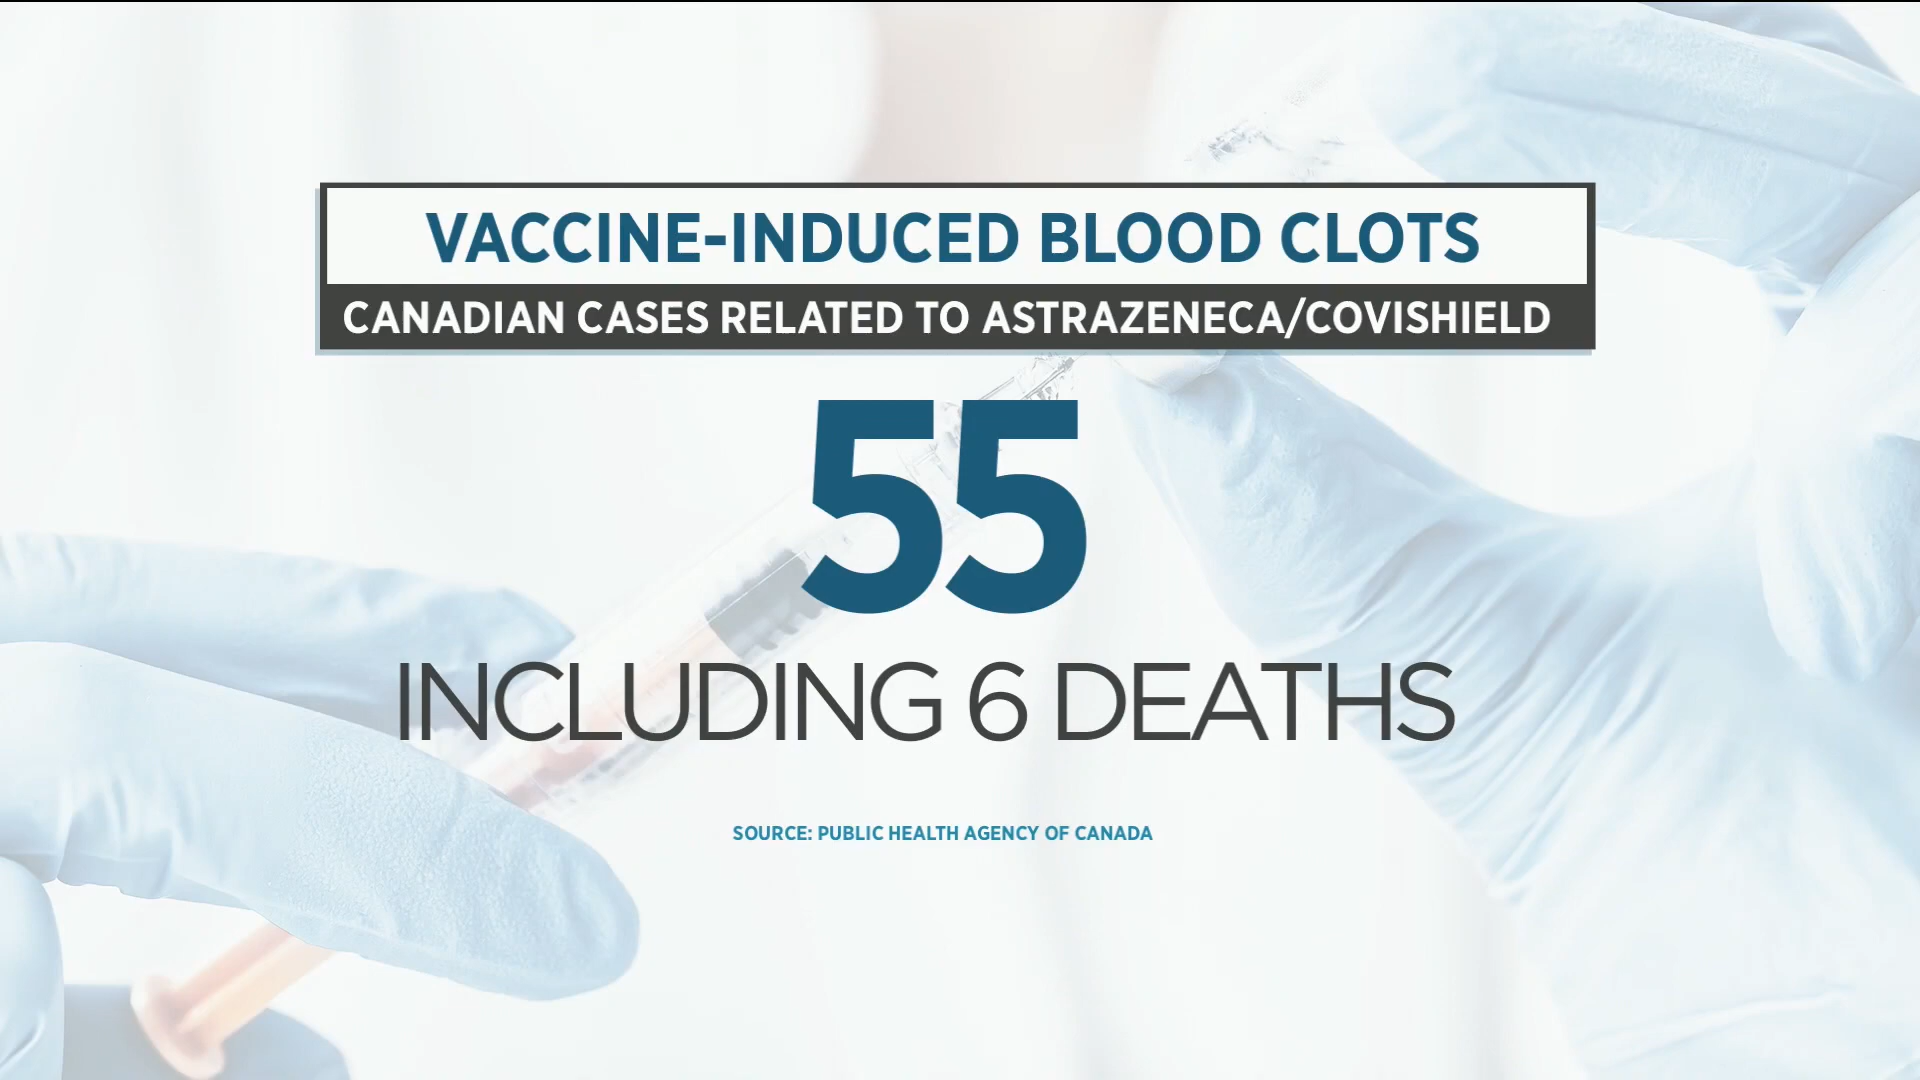 VACCINE-INDUCED BLOOD CLOTS
CANADIAN CASES RELATED TO ASTRAZENECA/COVISHIELD
55
INCLUDING 6 DEATHS
SOURCE: PUBLIC HEALTH AGENCY OF CANADA